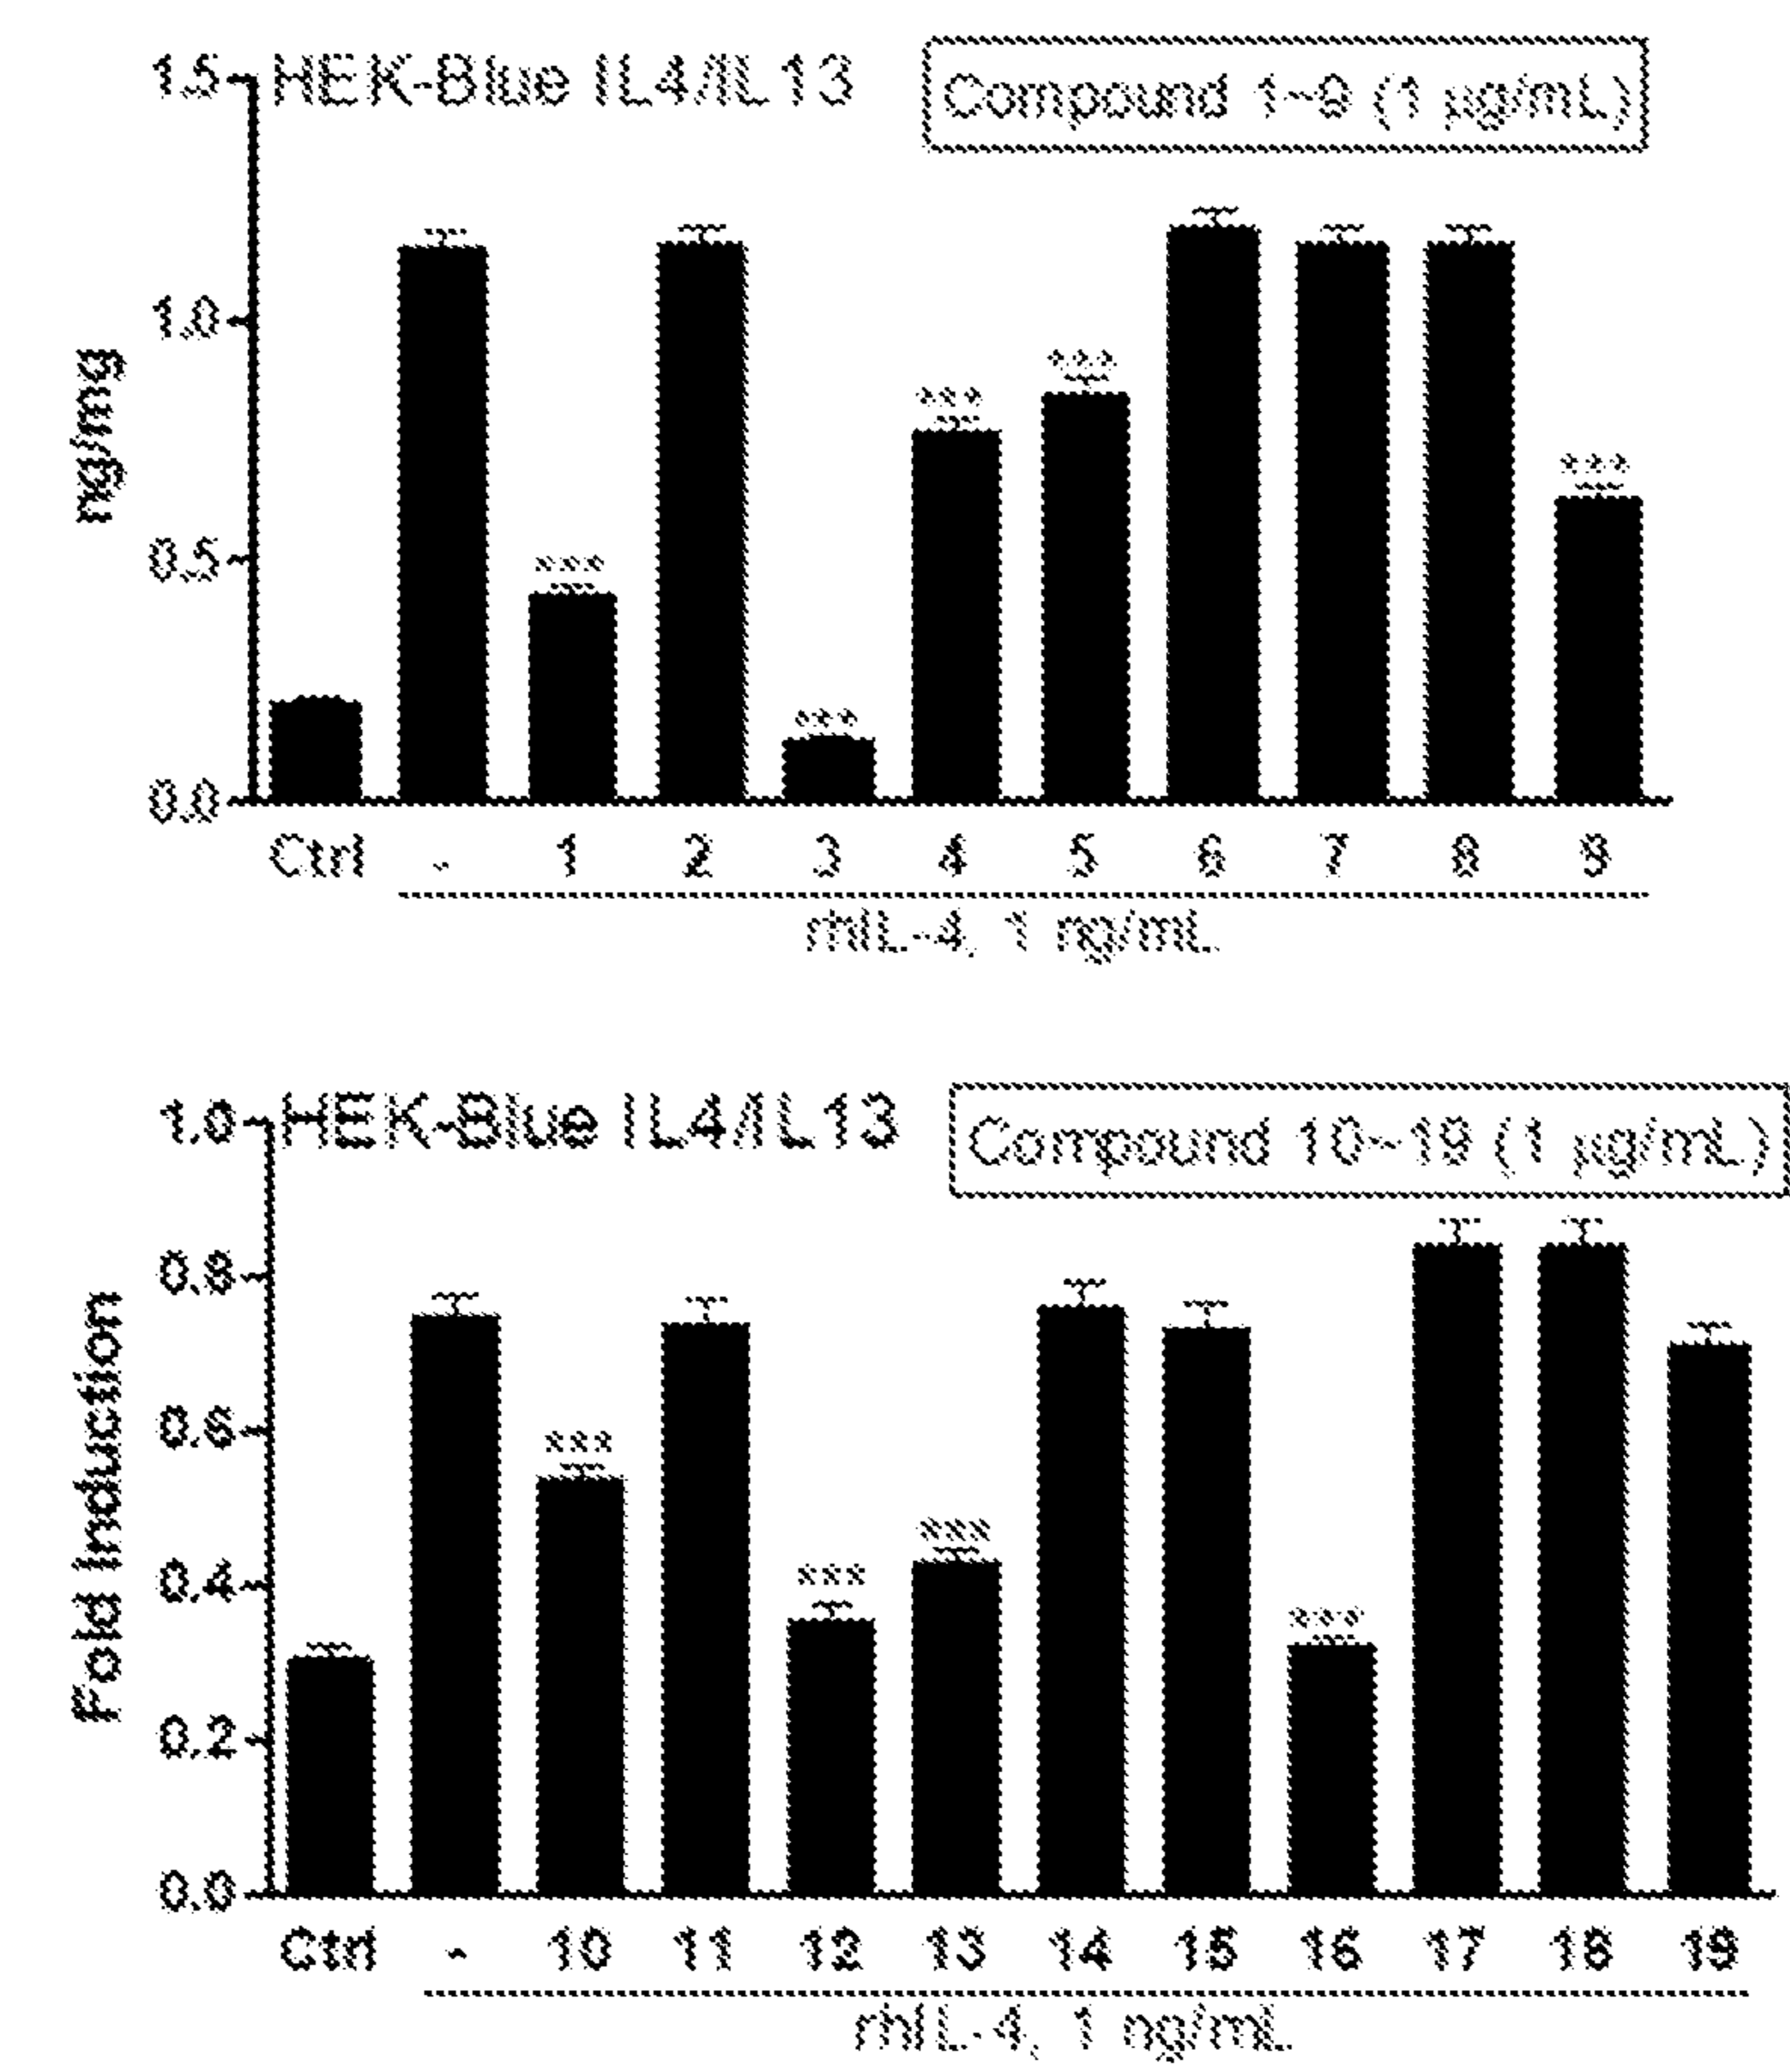 HEK-Blue IL4/IL13
Compound 1~9 (1 µg/mL)
ng/mg
1.5
1.0
0.5
0.0
***
***
***
***
***
Ctrl - 1 2 3 4 5 6 7 8 9
rhIL-4, 1 ng/mL
HEK-Blue IL4/IL13
Compound 10~19 (1 µg/mL)
Fold Induction
1.0
0.8
0.6
0.4
0.2
0.0
***
***
***
***
Ctrl - 10 11 12 13 14 15 16 17 18 19
rhIL-4, 1 ng/mL